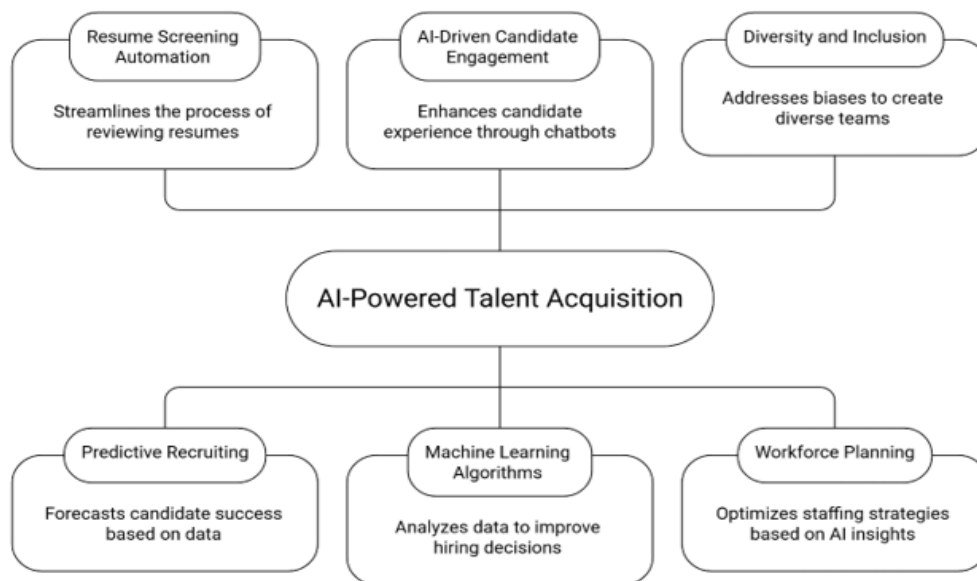 Resume Screening
Automation
Streamlines the process of
reviewing resumes
AI-Driven Candidate
Engagement
Enhances candidate
experience through chatbots
Diversity and Inclusion
Addresses biases to create
diverse teams
AI-Powered Talent Acquisition
Predictive Recruiting
Forecasts candidate success
based on data
Machine Learning
Algorithms
Analyzes data to improve
hiring decisions
Workforce Planning
Optimizes staffing strategies
based on AI insights